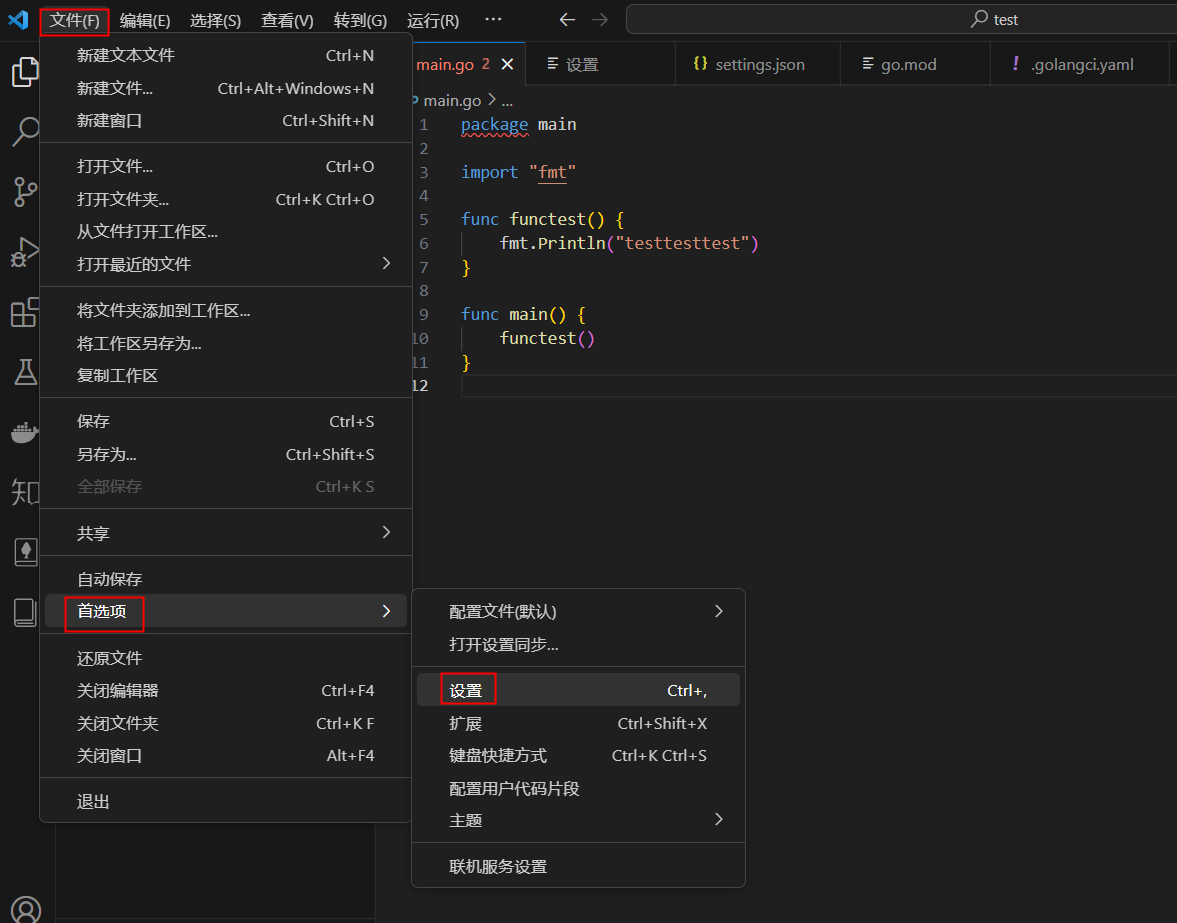 文件(F) 编辑(E) 选择(S) 查看(V) 转到(G) 运行(R) ... test
新建文本文件 Ctrl+N
新建文件... Ctrl+Alt+Windows+N
新建窗口 Ctrl+Shift+N
打开文件... Ctrl+O
打开文件夹... Ctrl+K Ctrl+O
从文件打开工作区...
打开最近的文件
将文件夹添加到工作区...
将工作区另存为...
复制工作区
保存 Ctrl+S
另存为... Ctrl+Shift+S
全部保存 Ctrl+K S
共享
自动保存
首选项
还原文件
关闭编辑器 Ctrl+F4
关闭文件夹 Ctrl+K F
关闭窗口 Alt+F4
退出
知
main.go 2 设置 {} settings.json go.mod ! .golangci.yaml
main.go > ...
1 package main
2
3 import "fmt"
4
5 func functest() {
6 fmt.Println("testtesttest")
7 }
8
9 func main() {
10 functest()
11 }
12
配置文件(默认)
打开设置同步...
设置 Ctrl+,
扩展 Ctrl+Shift+X
键盘快捷方式 Ctrl+K Ctrl+S
配置用户代码片段
主题
联机服务设置